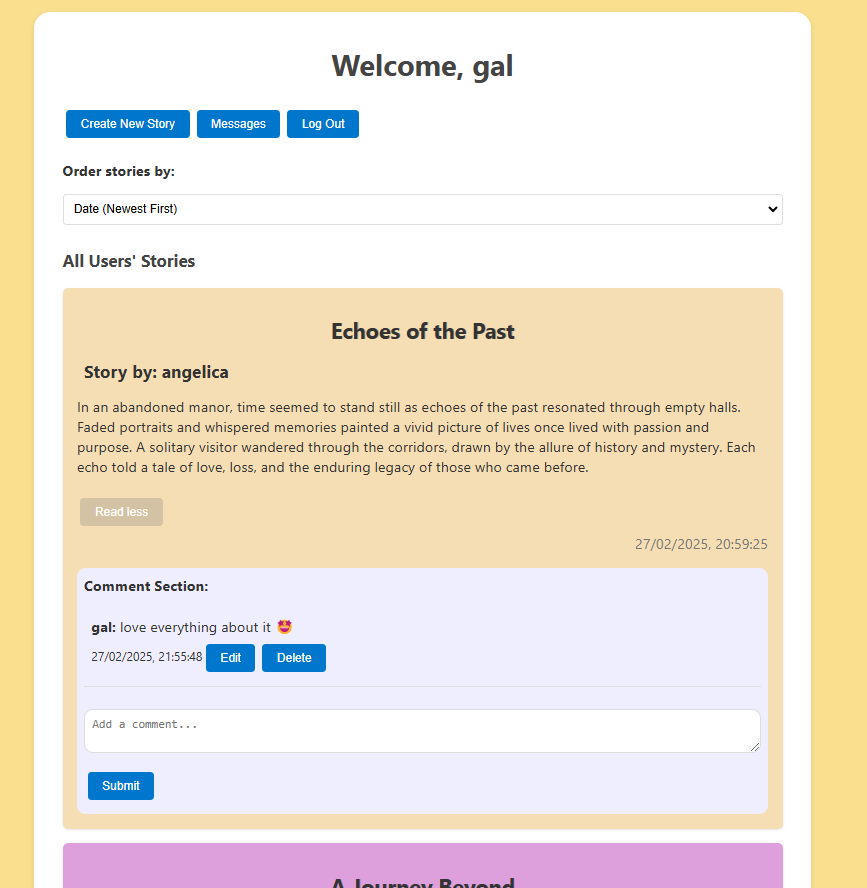 Welcome, gal
Create New Story Messages Log Out
Order stories by:
Date (Newest First)
All Users' Stories
Echoes of the Past
Story by: angelica
In an abandoned manor, time seemed to stand still as echoes of the past resonated through empty halls.
Faded portraits and whispered memories painted a vivid picture of lives once lived with passion and
purpose. A solitary visitor wandered through the corridors, drawn by the allure of history and mystery. Each
echo told a tale of love, loss, and the enduring legacy of those who came before.
Read less
27/02/2025, 20:59:25
Comment Section:
gal: love everything about it 🤩
27/02/2025, 21:55:48 Edit Delete
Add a comment...
Submit
A Journey Beyond